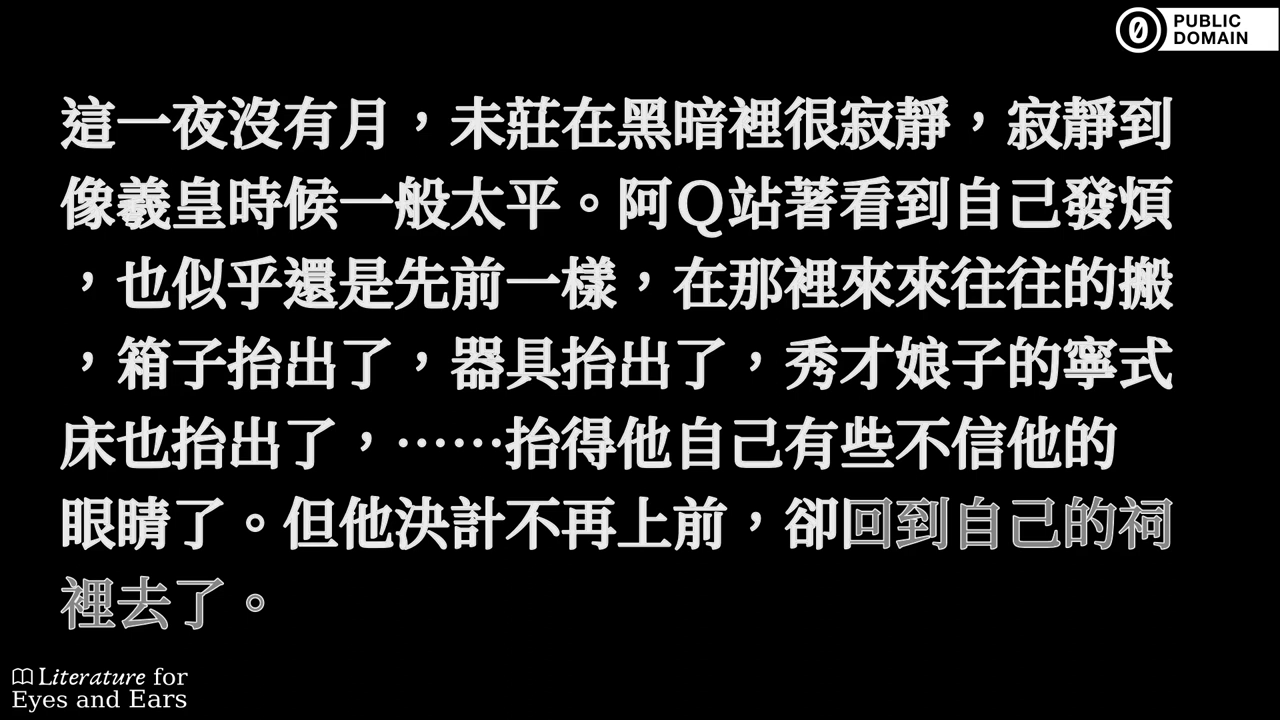 PUBLIC
DOMAIN
這一夜沒有月，未莊在黑暗裡很寂靜，寂靜到
像羲皇時候一般太平。阿Q站著看到自己發煩
，也似乎還是先前一樣，在那裡來來往往的搬
，箱子抬出了，器具抬出了，秀才娘子的寧式
床也抬出了，……抬得他自己有些不信他的
眼睛了。但他決計不再上前，卻回到自己的祠
裡去了。
Literature for
Eyes and Ears